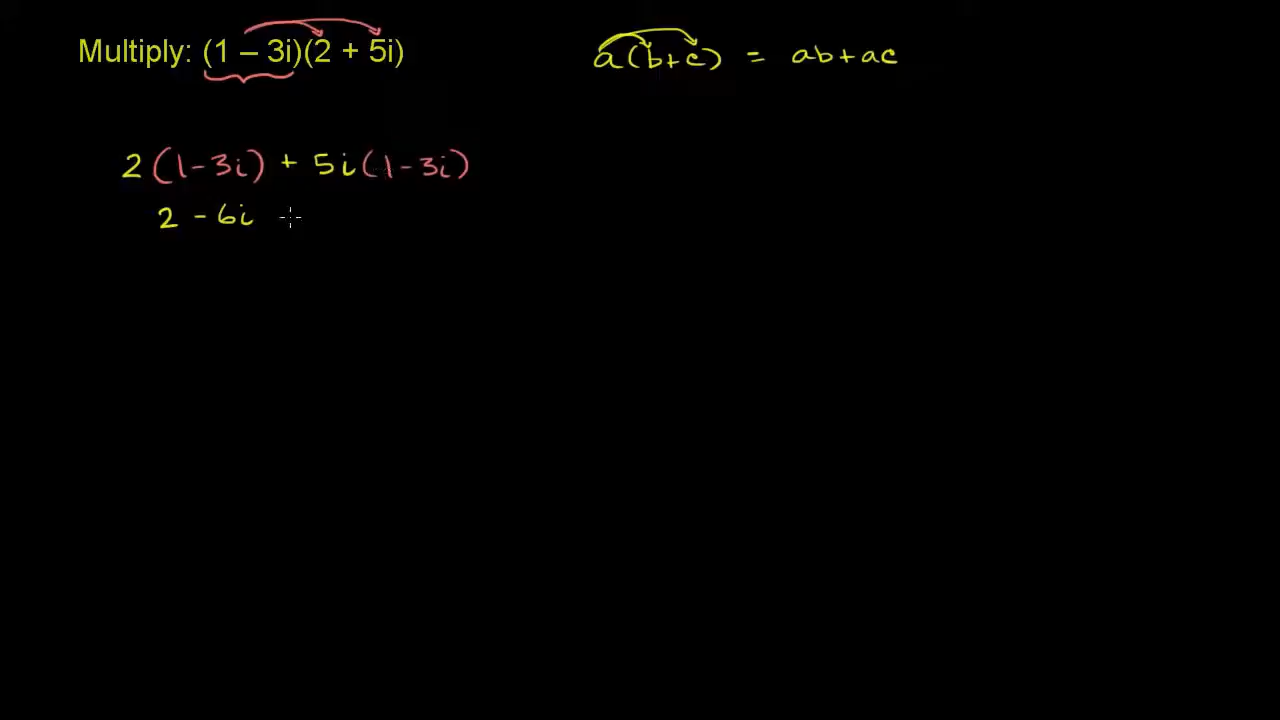 Multiply: (1 – 3i)(2 + 5i)
a(b+c) = ab+ac
2(1-3i) + 5i(1-3i)
2 - 6i